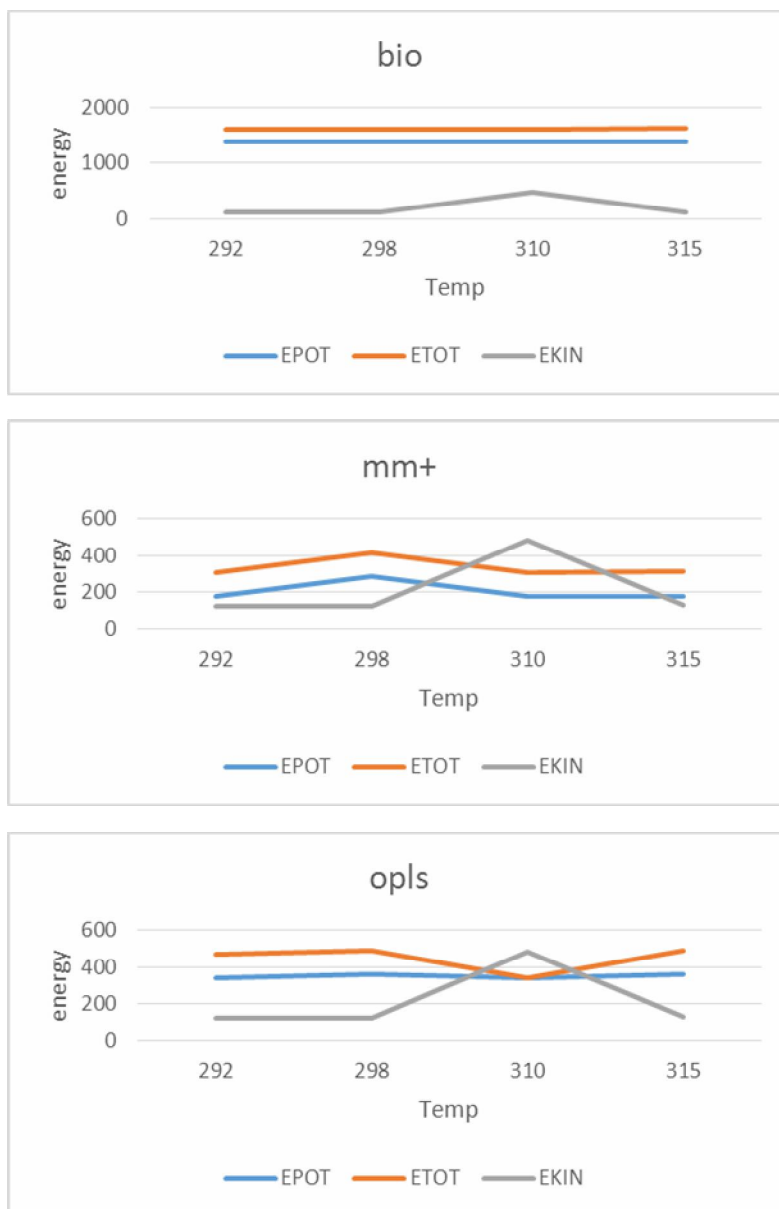 bio
2000
1000
0
energy
292 298 310 315
Temp
EPOT ETOT EKIN
mm+
600
400
200
0
energy
292 298 310 315
Temp
EPOT ETOT EKIN
opls
600
400
200
0
energy
292 298 310 315
Temp
EPOT ETOT EKIN